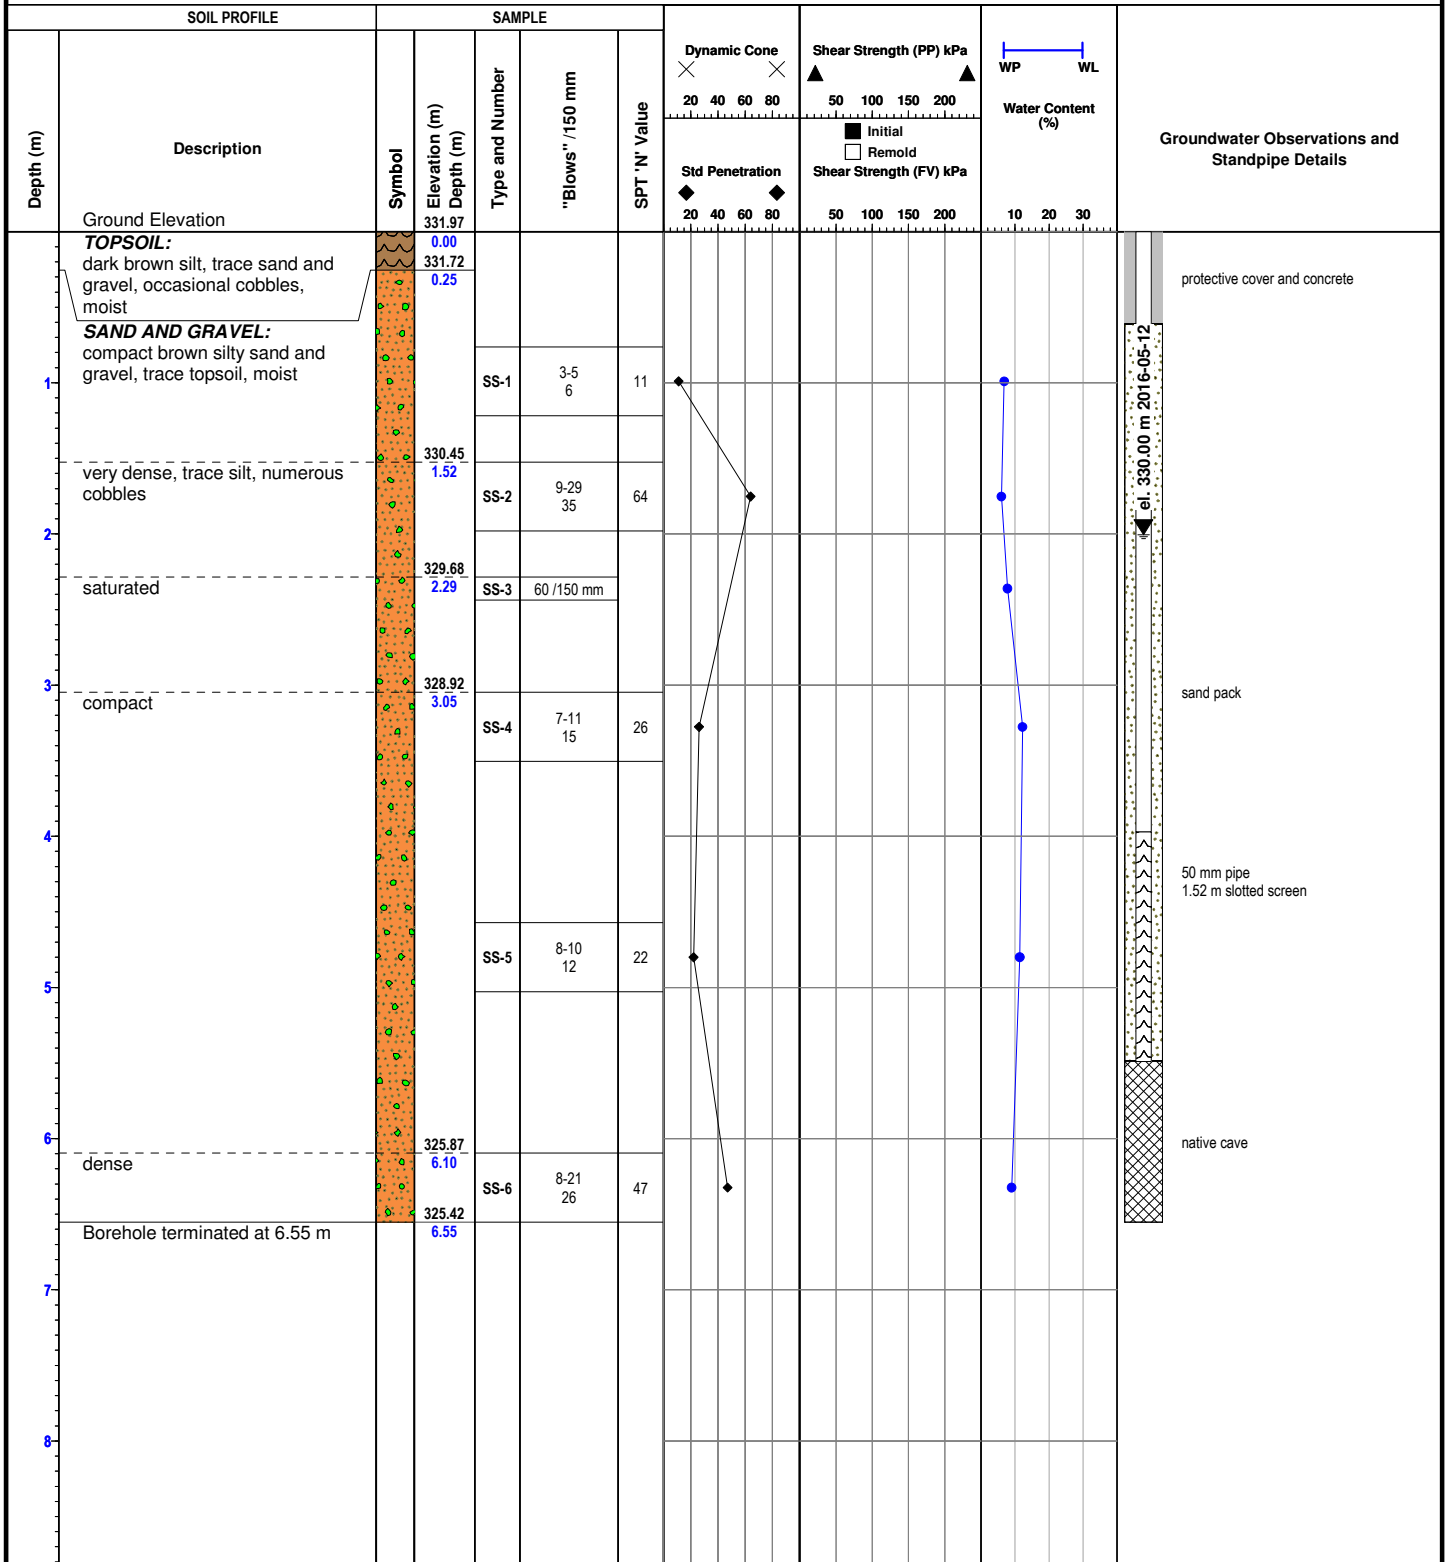 SOIL PROFILE
SAMPLE
Depth (m)
Description
Symbol
Elevation (m)
Depth (m)
Type and Number
"Blows" /150 mm
SPT 'N' Value
Dynamic Cone
20 40 60 80
Std Penetration
20 40 60 80
Shear Strength (PP) kPa
50 100 150 200
Initial
Remold
Shear Strength (FV) kPa
50 100 150 200
WP WL
Water Content
(%)
10 20 30
Groundwater Observations and
Standpipe Details
Ground Elevation 331.97
TOPSOIL: 0.00
dark brown silt, trace sand and 331.72
gravel, occasional cobbles, 0.25
moist
protective cover and concrete
SAND AND GRAVEL:
compact brown silty sand and
gravel, trace topsoil, moist
1
SS-1
3-5
6
11
el. 330.00 m 2016-05-12
330.45
very dense, trace silt, numerous 1.52
cobbles
SS-2
9-29
35
64
2
329.68
saturated 2.29 SS-3 60 /150 mm
3
328.92
compact 3.05
sand pack
SS-4
7-11
15
26
4
50 mm pipe
1.52 m slotted screen
SS-5
8-10
12
22
5
6
325.87
native cave
dense 6.10
SS-6
8-21
26
47
325.42
Borehole terminated at 6.55 m 6.55
7
8